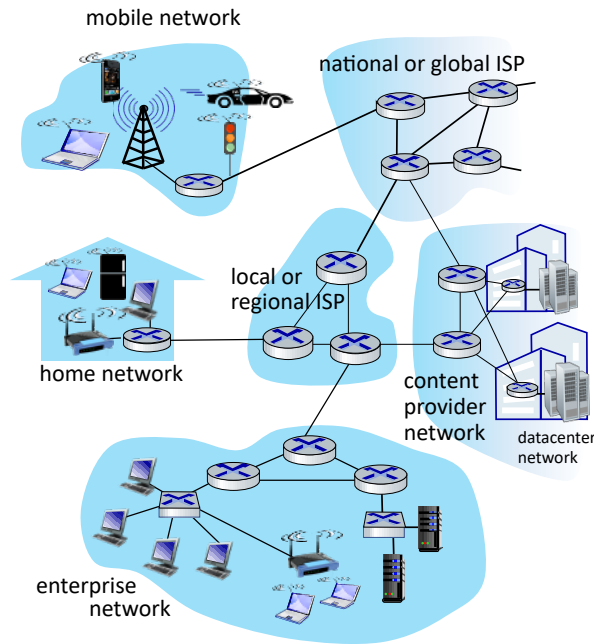 mobile network
national or global ISP
local or
regional ISP
home network
content
provider
network
datacenter
network
enterprise
network